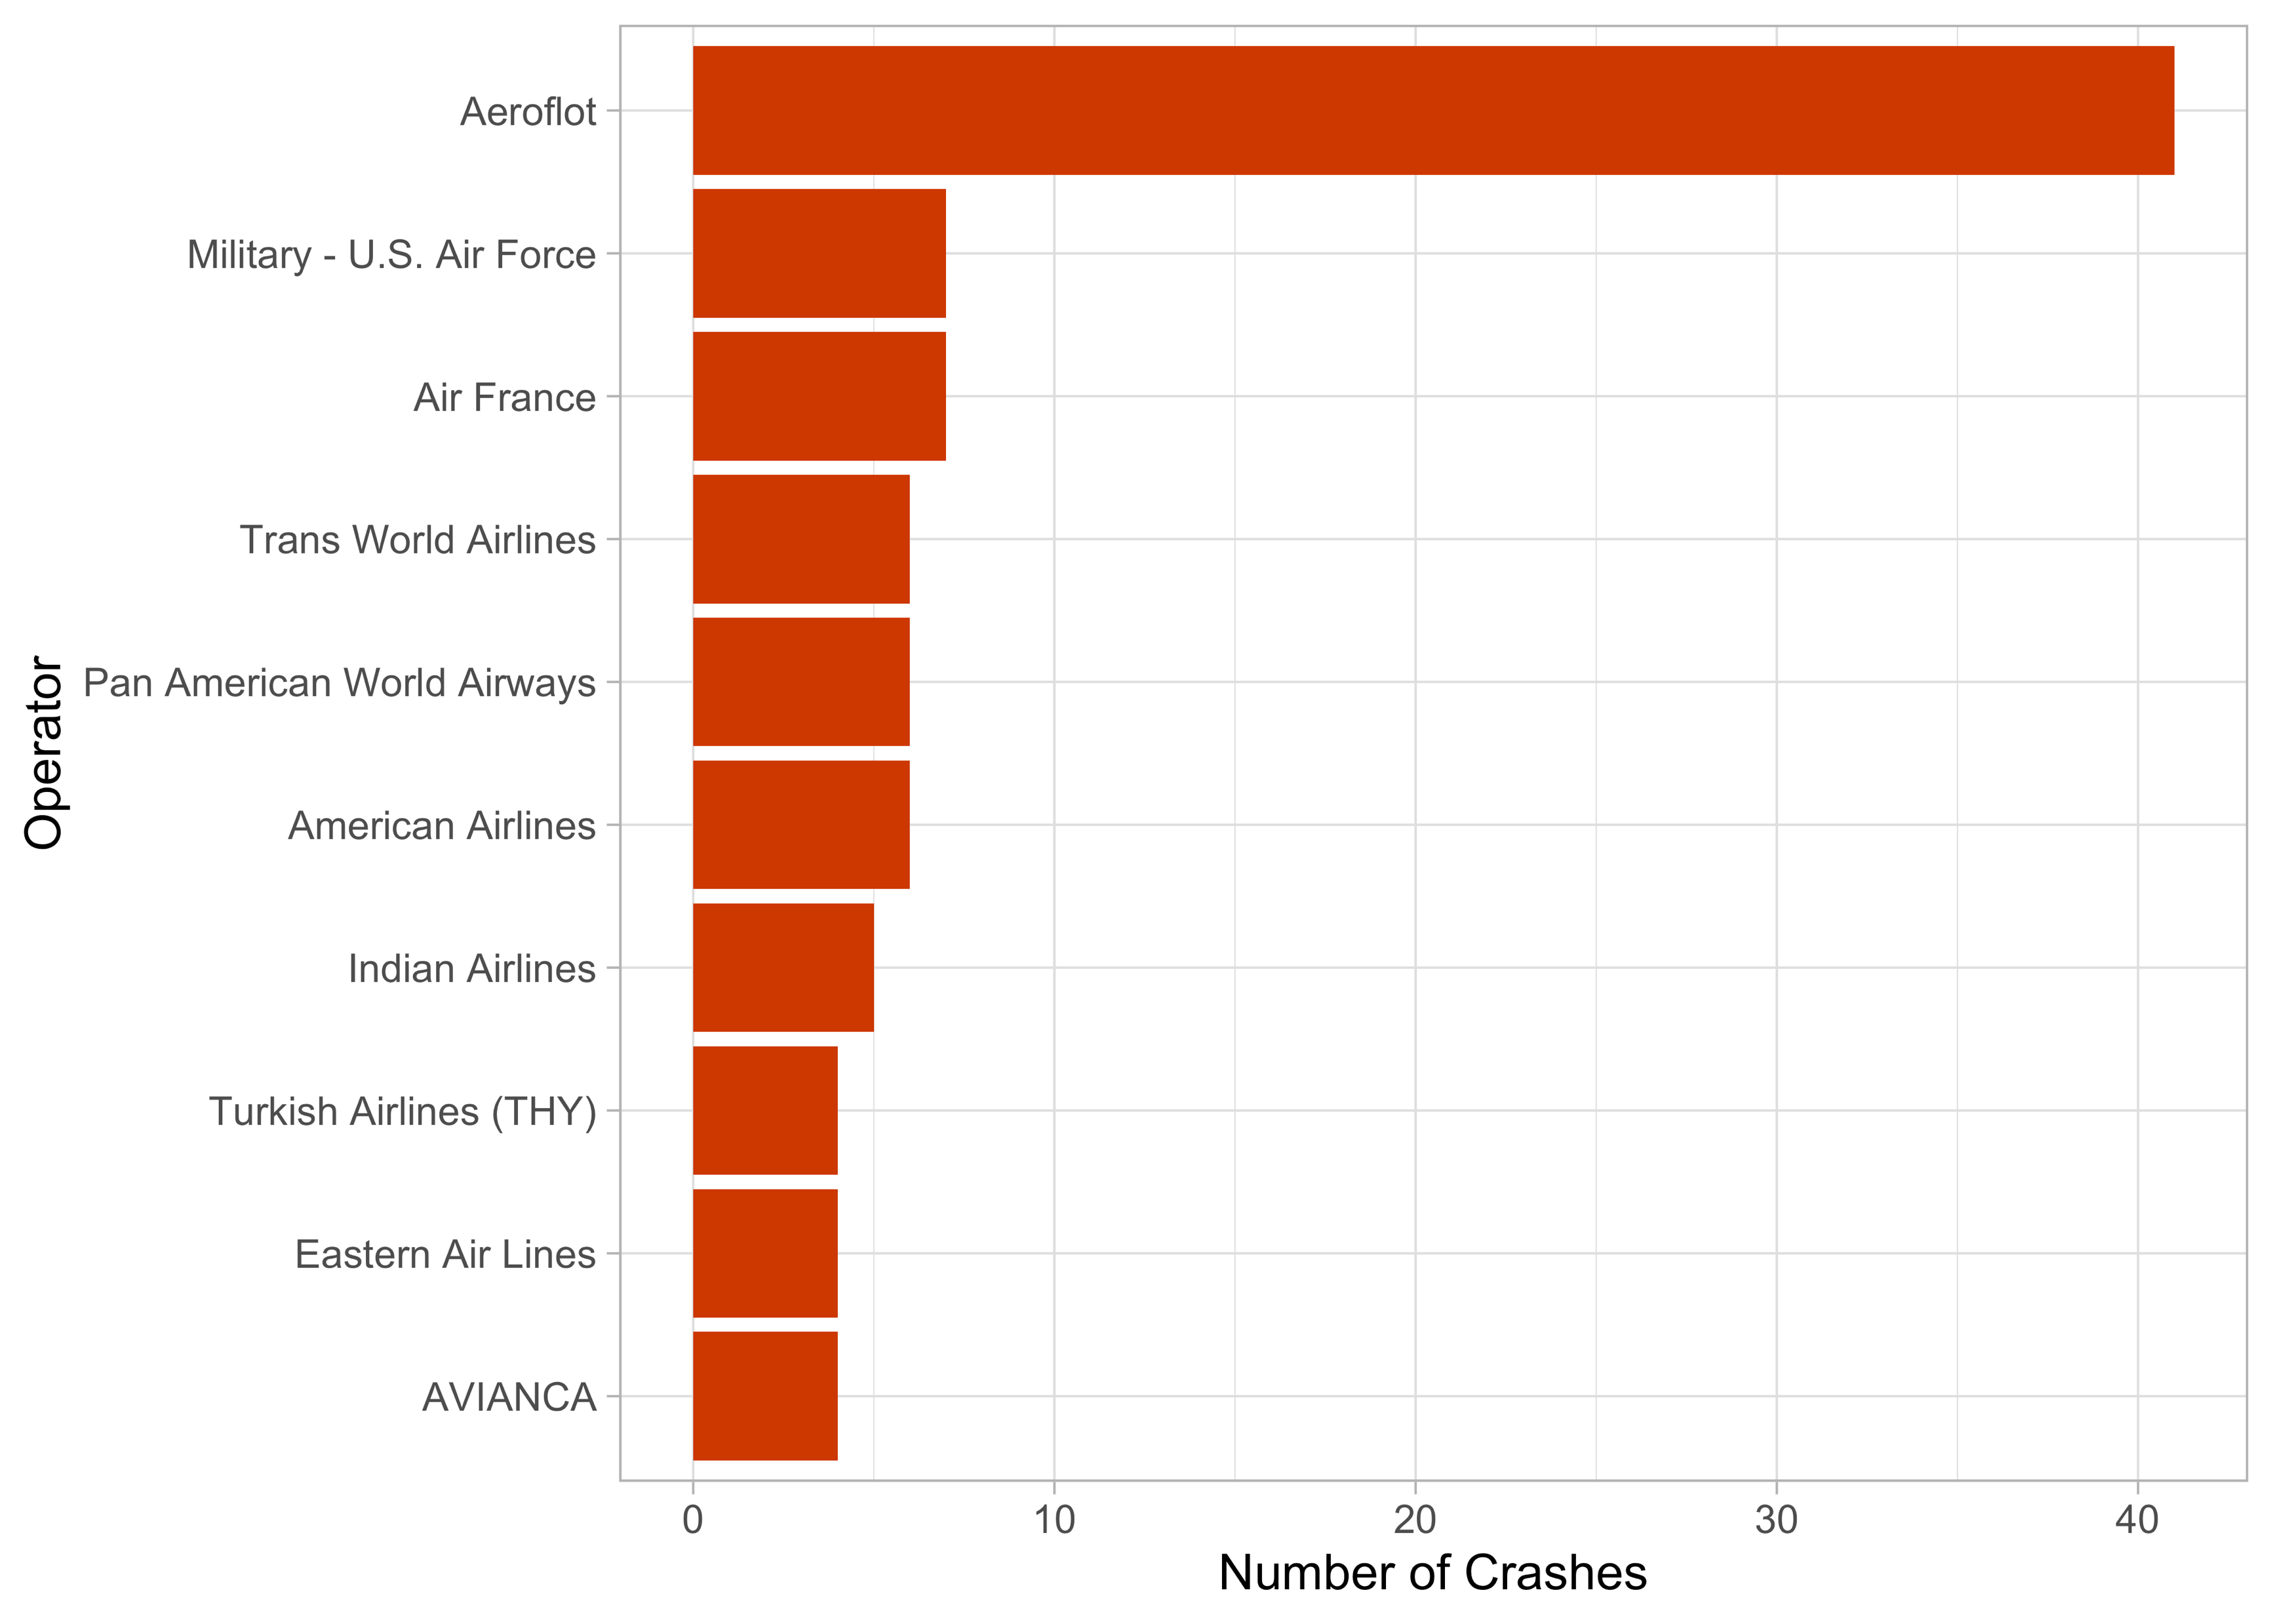 Aeroflot
Military - U.S. Air Force
Air France
Trans World Airlines
Pan American World Airways
American Airlines
Indian Airlines
Turkish Airlines (THY)
Eastern Air Lines
AVIANCA
Operator
0 10 20 30 40
Number of Crashes